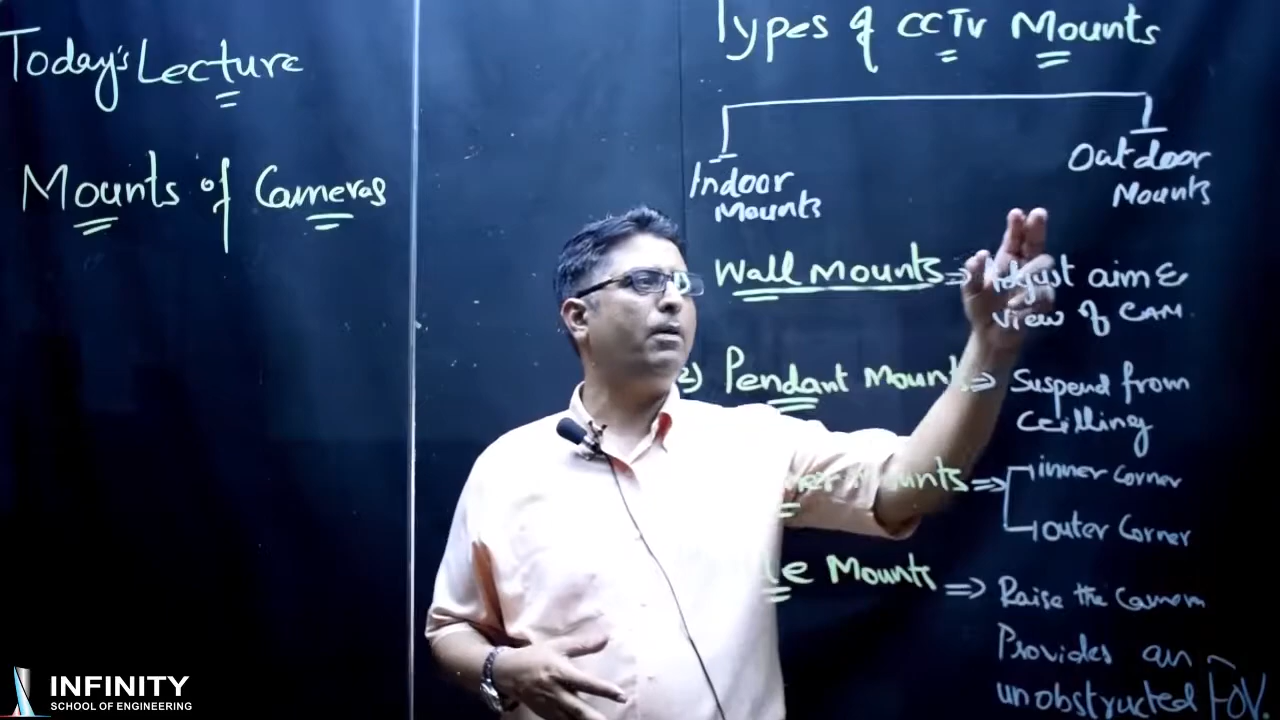 Today's Lecture
Mounts of Cameras
Types of CCTV Mounts
Indoor
Mounts
Outdoor
Mounts
Wall Mounts ⇒ Adjust aim &
View of CAM.
2) Pendant Mount ⇒ Suspend from
Ceilling
Mounts ⇒ inner Corner
outer Corner
Mounts ⇒ Raise the Camera
Provides an
unobstructed FoV.
INFINITY
SCHOOL OF ENGINEERING